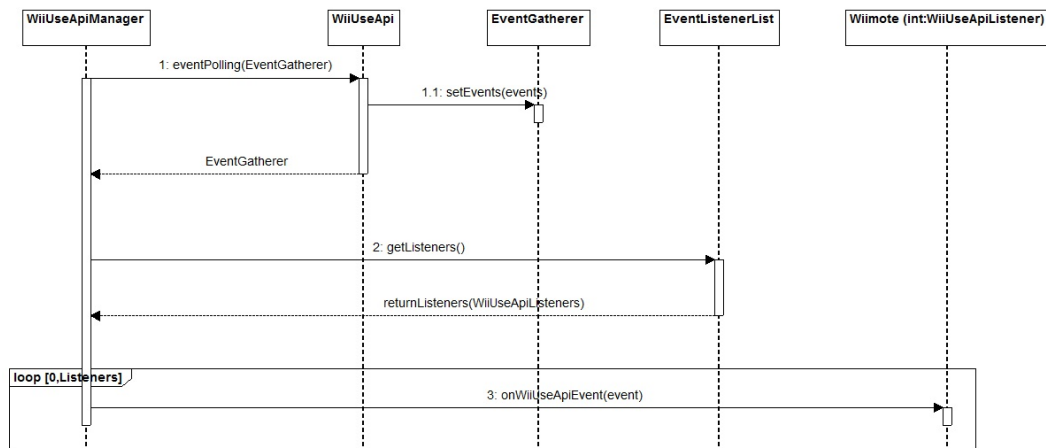 WiiUseApiManager
WiiUseApi
EventGatherer
EventListenerList
Wiimote (int:WiiUseApiListener)
1: eventPolling(EventGatherer)
1.1: setEvents(events)
EventGatherer
2: getListeners()
returnListeners(WiiUseApiListeners)
loop [0,Listeners]
3: onWiiUseApiEvent(event)